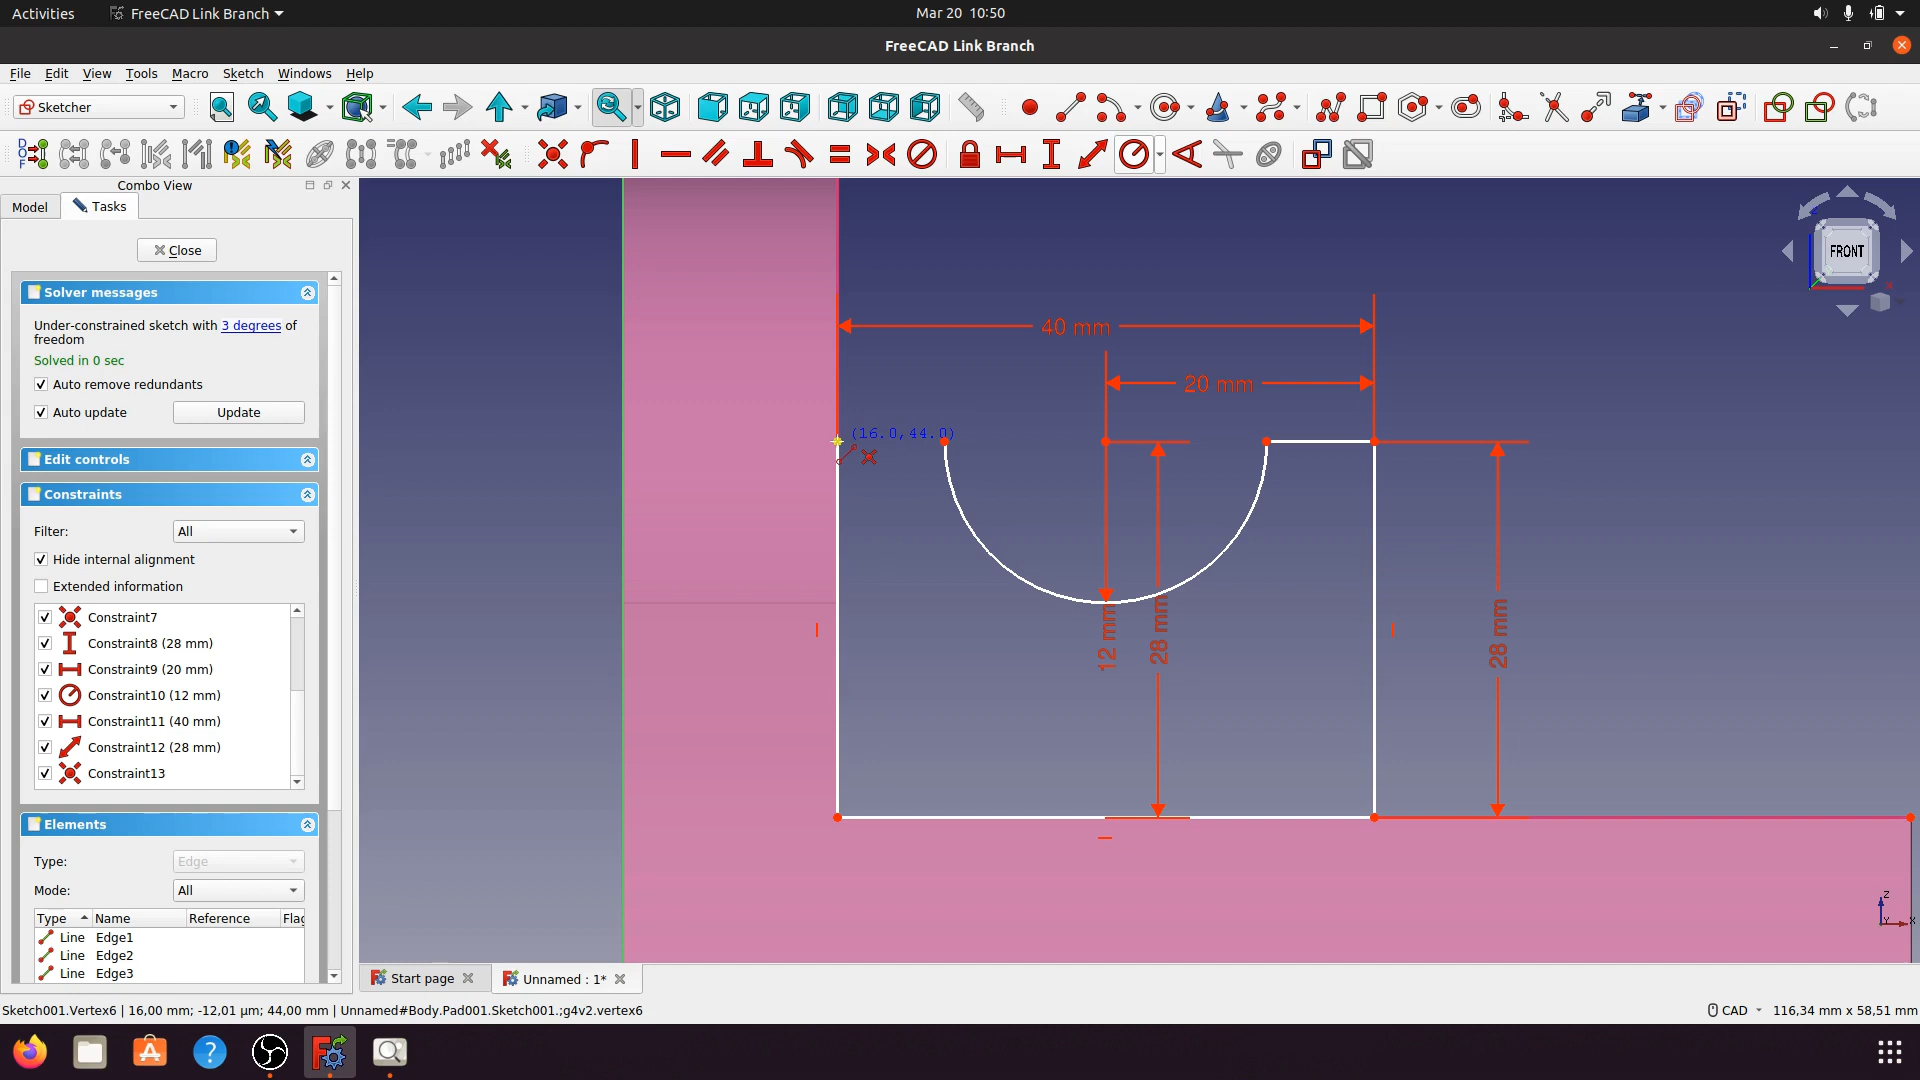 Activities FreeCAD Link Branch Mar 20 10:50
FreeCAD Link Branch
File Edit View Tools Macro Sketch Windows Help
Sketcher
DOF
Combo View
Model Tasks
Close
Solver messages
Under-constrained sketch with 3 degrees of
freedom
Solved in 0 sec
Auto remove redundants
Auto update Update
Edit controls
Constraints
Filter: All
Hide internal alignment
Extended information
Constraint7
Constraint8 (28 mm)
Constraint9 (20 mm)
Constraint10 (12 mm)
Constraint11 (40 mm)
Constraint12 (28 mm)
Constraint13
Elements
Type: Edge
Mode: All
Type Name Reference Flag
Line Edge1
Line Edge2
Line Edge3
FRONT
40 mm
20 mm
(16.0,44.0)
12 mm
28 mm
28 mm
Z
X
Y
Start page Unnamed : 1*
Sketch001.Vertex6 | 16,00 mm; -12,01 µm; 44,00 mm | Unnamed#Body.Pad001.Sketch001.;g4v2.vertex6 CAD 116,34 mm x 58,51 mm